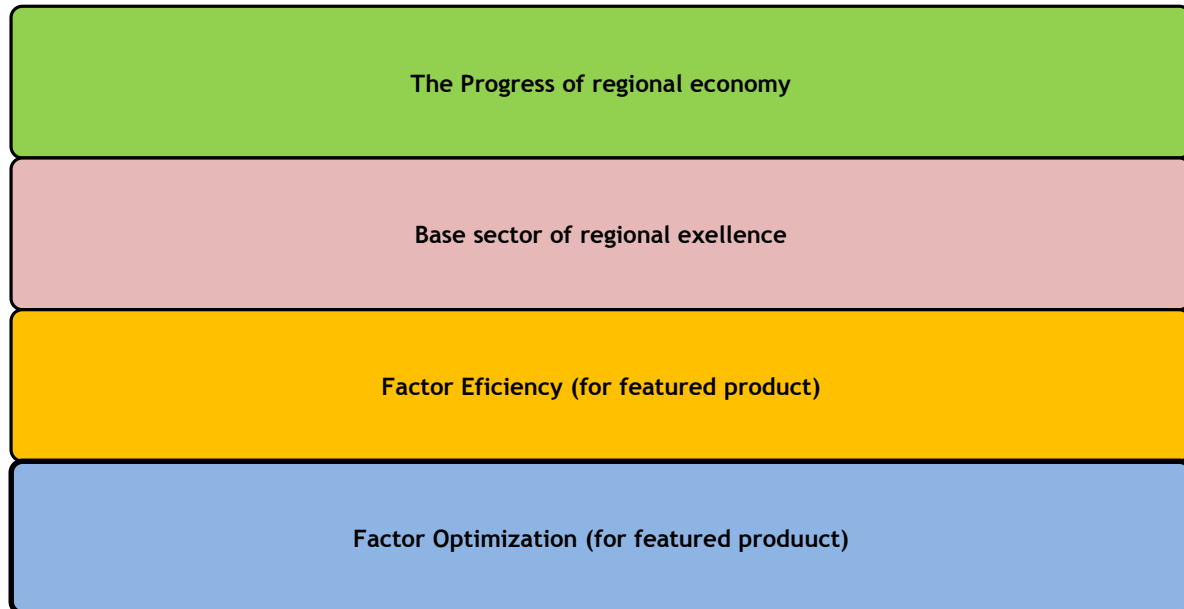 The Progress of regional economy
Base sector of regional exellence
Factor Eficiency (for featured product)
Factor Optimization (for featured produuct)